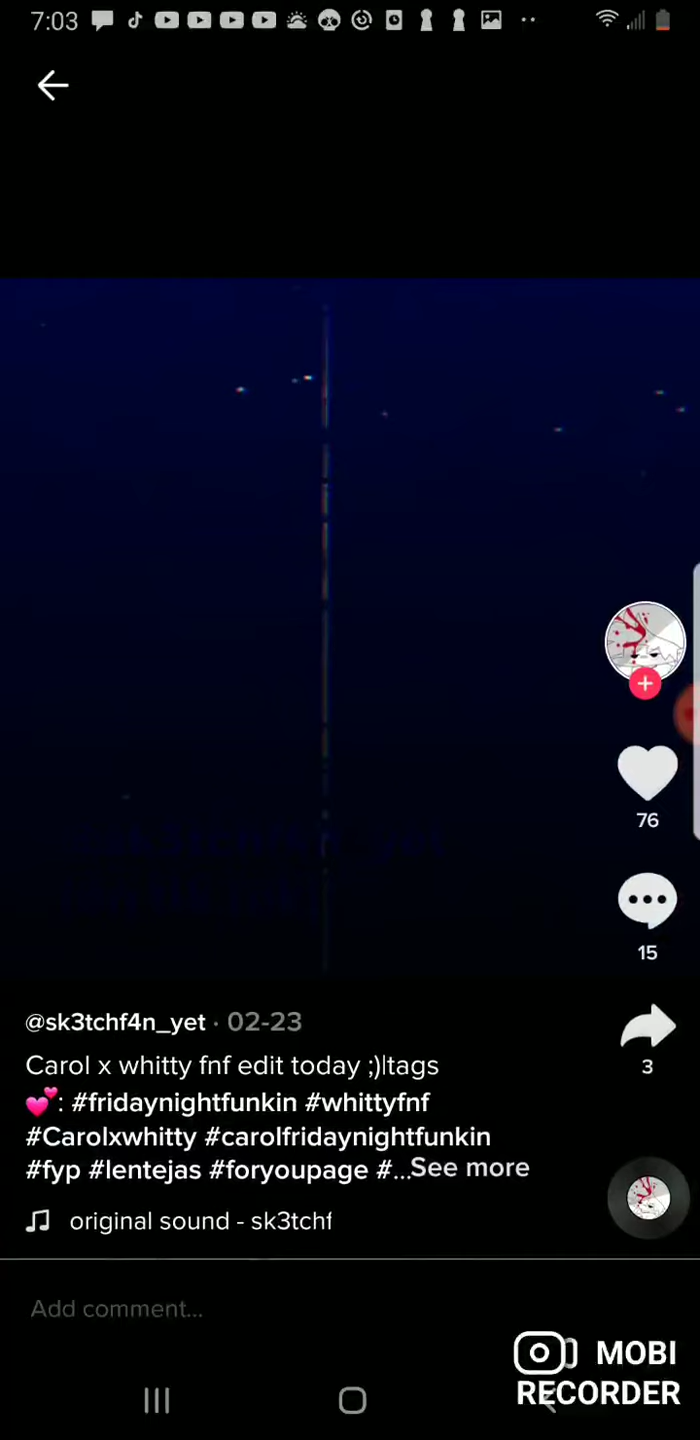 7:03
76
15
@sk3tchf4n_yet · 02-23
3
Carol x whitty fnf edit today ;)|tags
💕: #fridaynightfunkin #whittyfnf
#Carolxwhitty #carolfridaynightfunkin
#fyp #lentejas #foryoupage #...See more
original sound - sk3tchf
Add comment...
MOBI
RECORDER